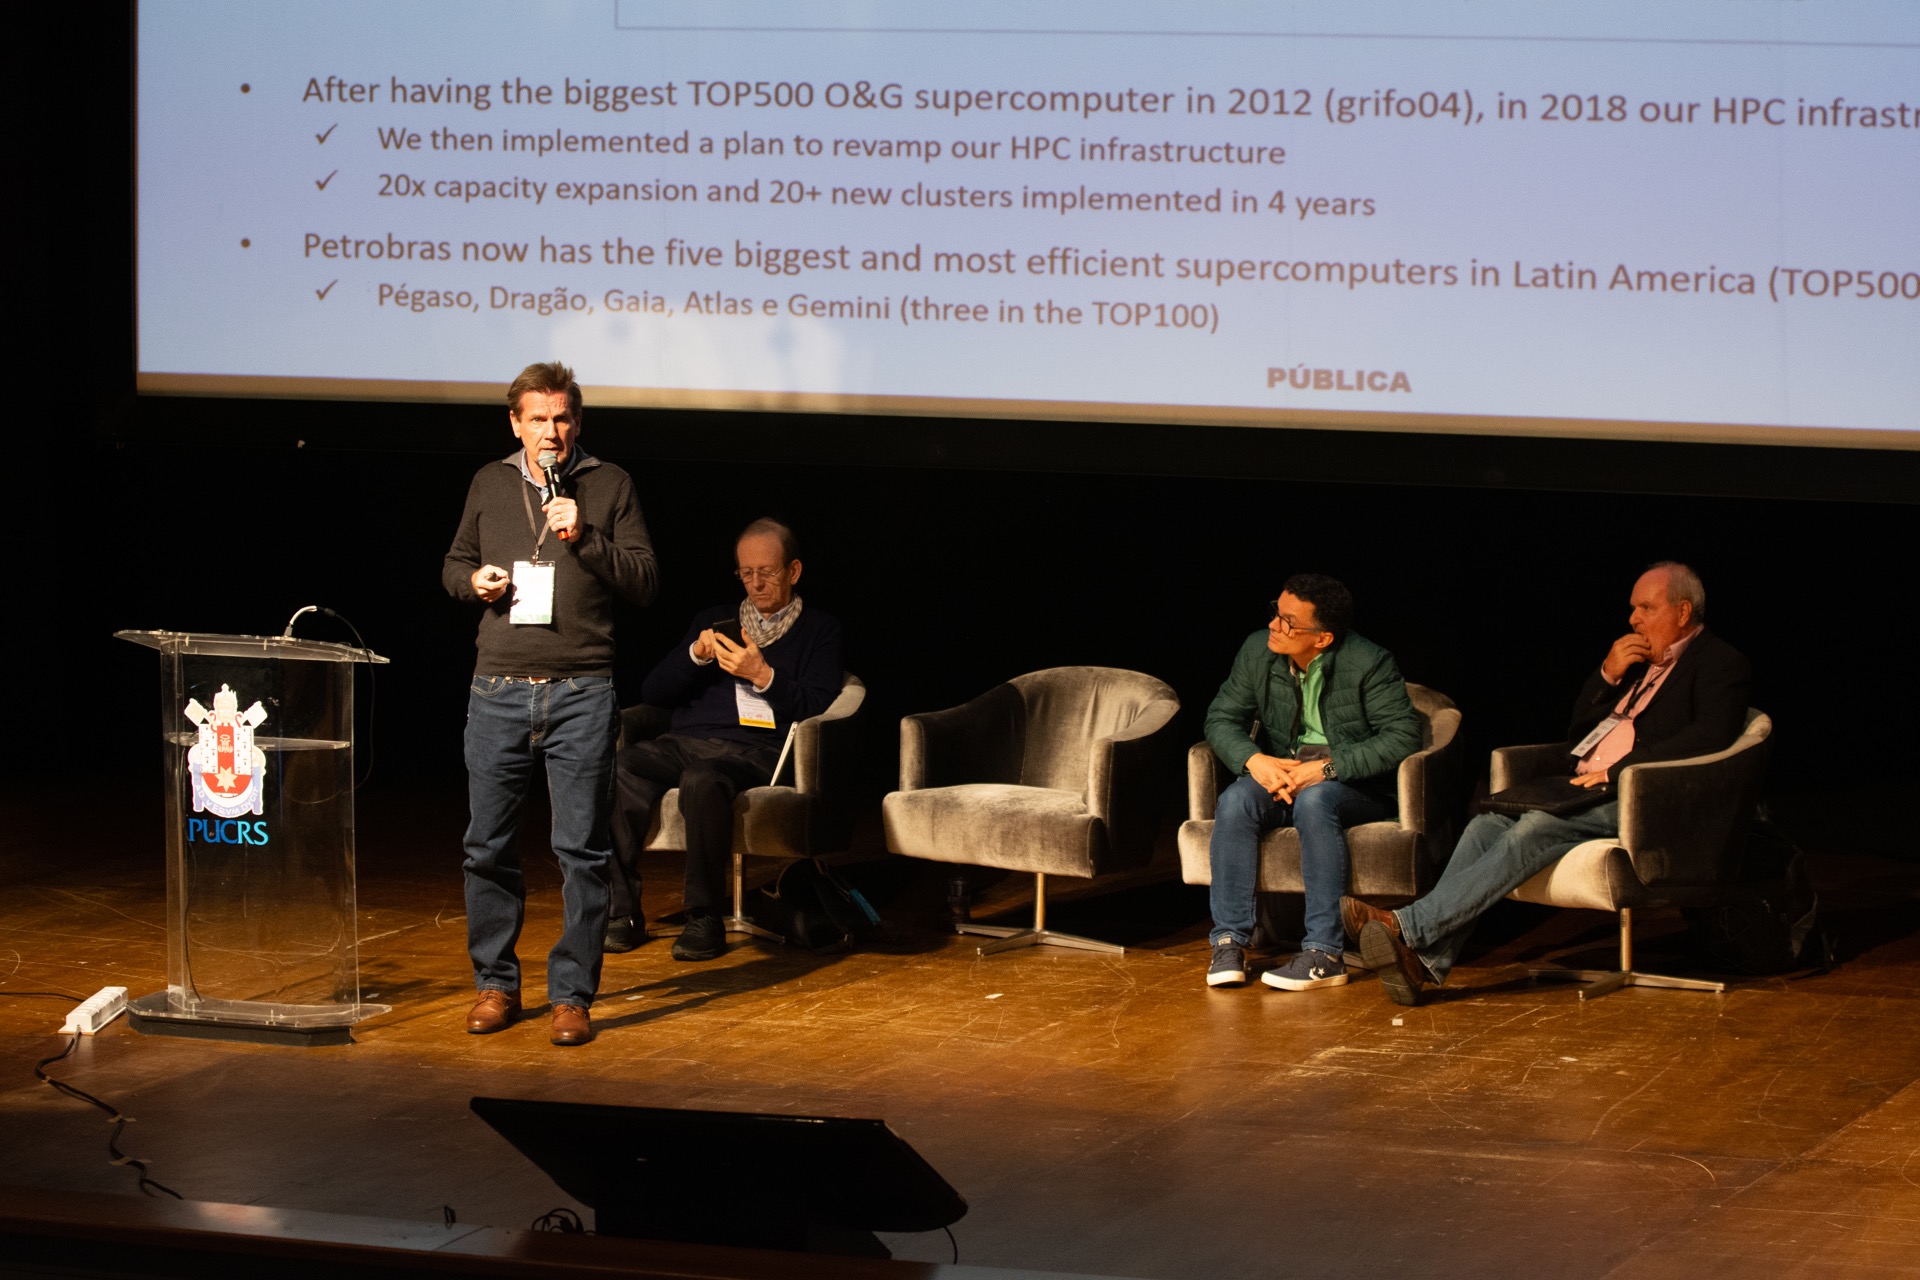 • After having the biggest TOP500 O&G supercomputer in 2012 (grifo04), in 2018 our HPC infrastr
✓ We then implemented a plan to revamp our HPC infrastructure
✓ 20x capacity expansion and 20+ new clusters implemented in 4 years
• Petrobras now has the five biggest and most efficient supercomputers in Latin America (TOP500
✓ Pégaso, Dragão, Gaia, Atlas e Gemini (three in the TOP100)
PÚBLICA
PUCRS